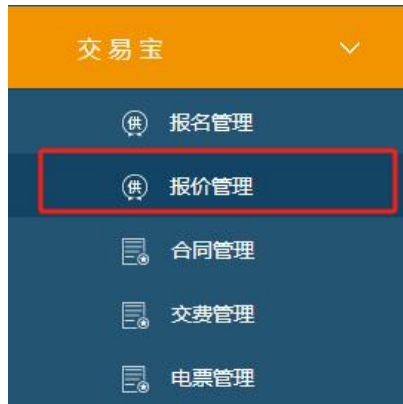 交易宝
供 报名管理
供 报价管理
合同管理
交费管理
电票管理